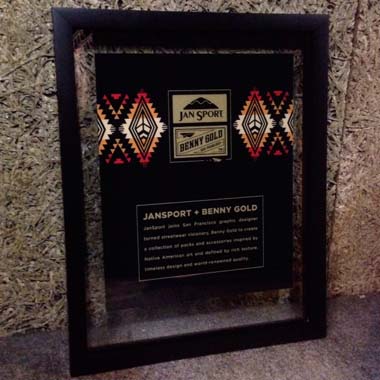 JANSPORT
BENNY GOLD
JANSPORT + BENNY GOLD
JanSport joins San Francisco graphic designer
turned streetwear visionary, Benny Gold to create
a collection of packs and accessories inspired by
Native American art and defined by rich texture,
timeless design and world-renowned quality.